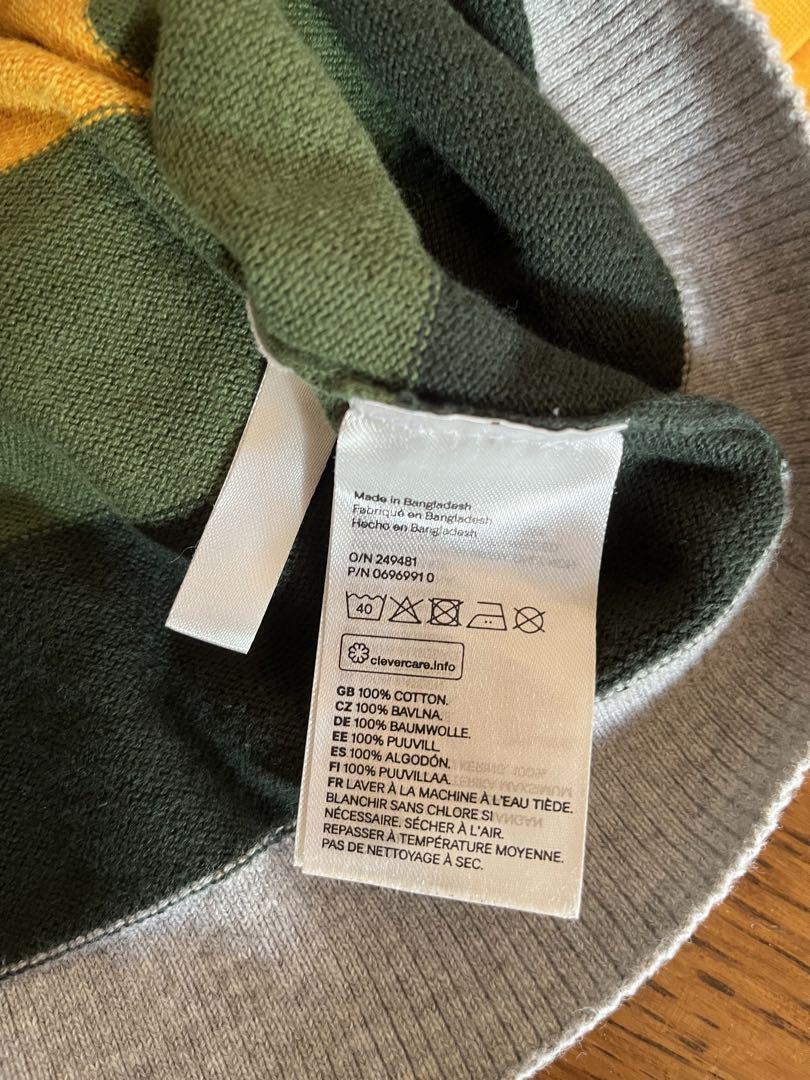 Made in Bangladesh
Fabriqué en Bangladesh
Hecho en Bangladesh
O/N 249481
P/N 0696991 0
40
clevercare.info
GB 100% COTTON.
CZ 100% BAVLNA.
DE 100% BAUMWOLLE.
EE 100% PUUVILL.
ES 100% ALGODÓN.
FI 100% PUUVILLAA.
FR LAVER À LA MACHINE À L'EAU TIÈDE.
BLANCHIR SANS CHLORE SI
NÉCESSAIRE. SÉCHER À L'AIR.
REPASSER À TEMPÉRATURE MOYENNE.
PAS DE NETTOYAGE À SEC.